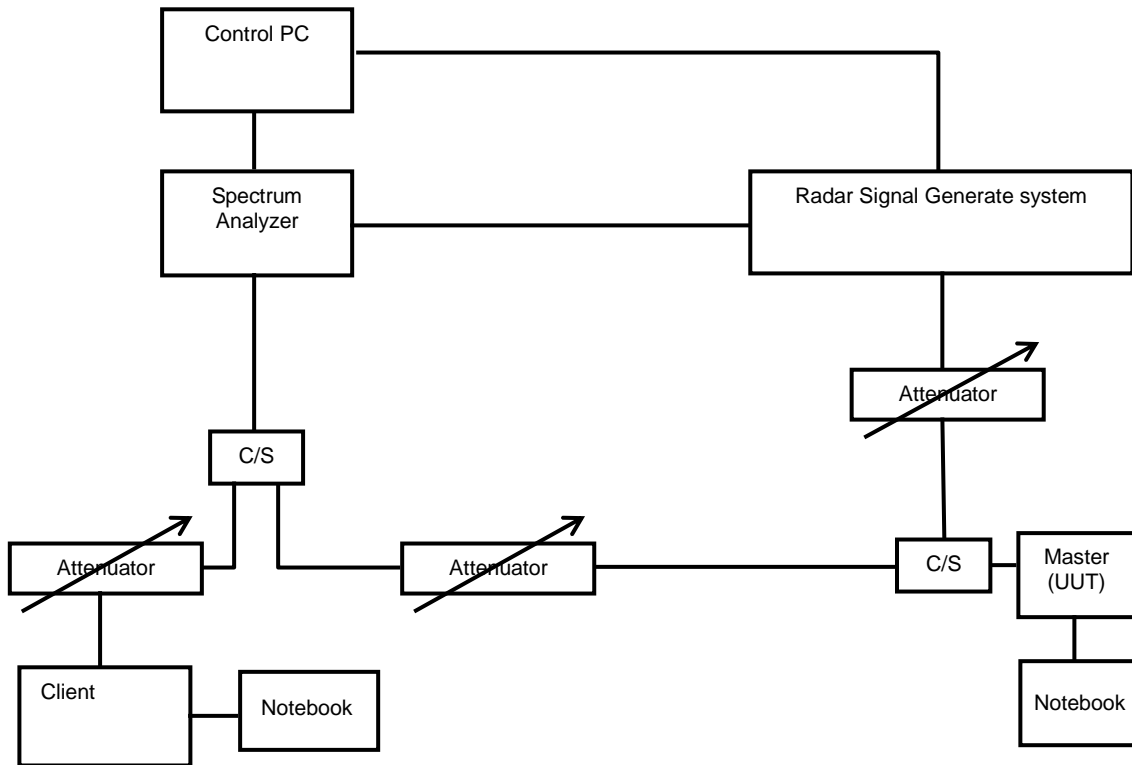 Control PC
Spectrum
Analyzer
Radar Signal Generate system
Attenuator
C/S
Attenuator
Attenuator
C/S
Master
(UUT)
Client
Notebook
Notebook